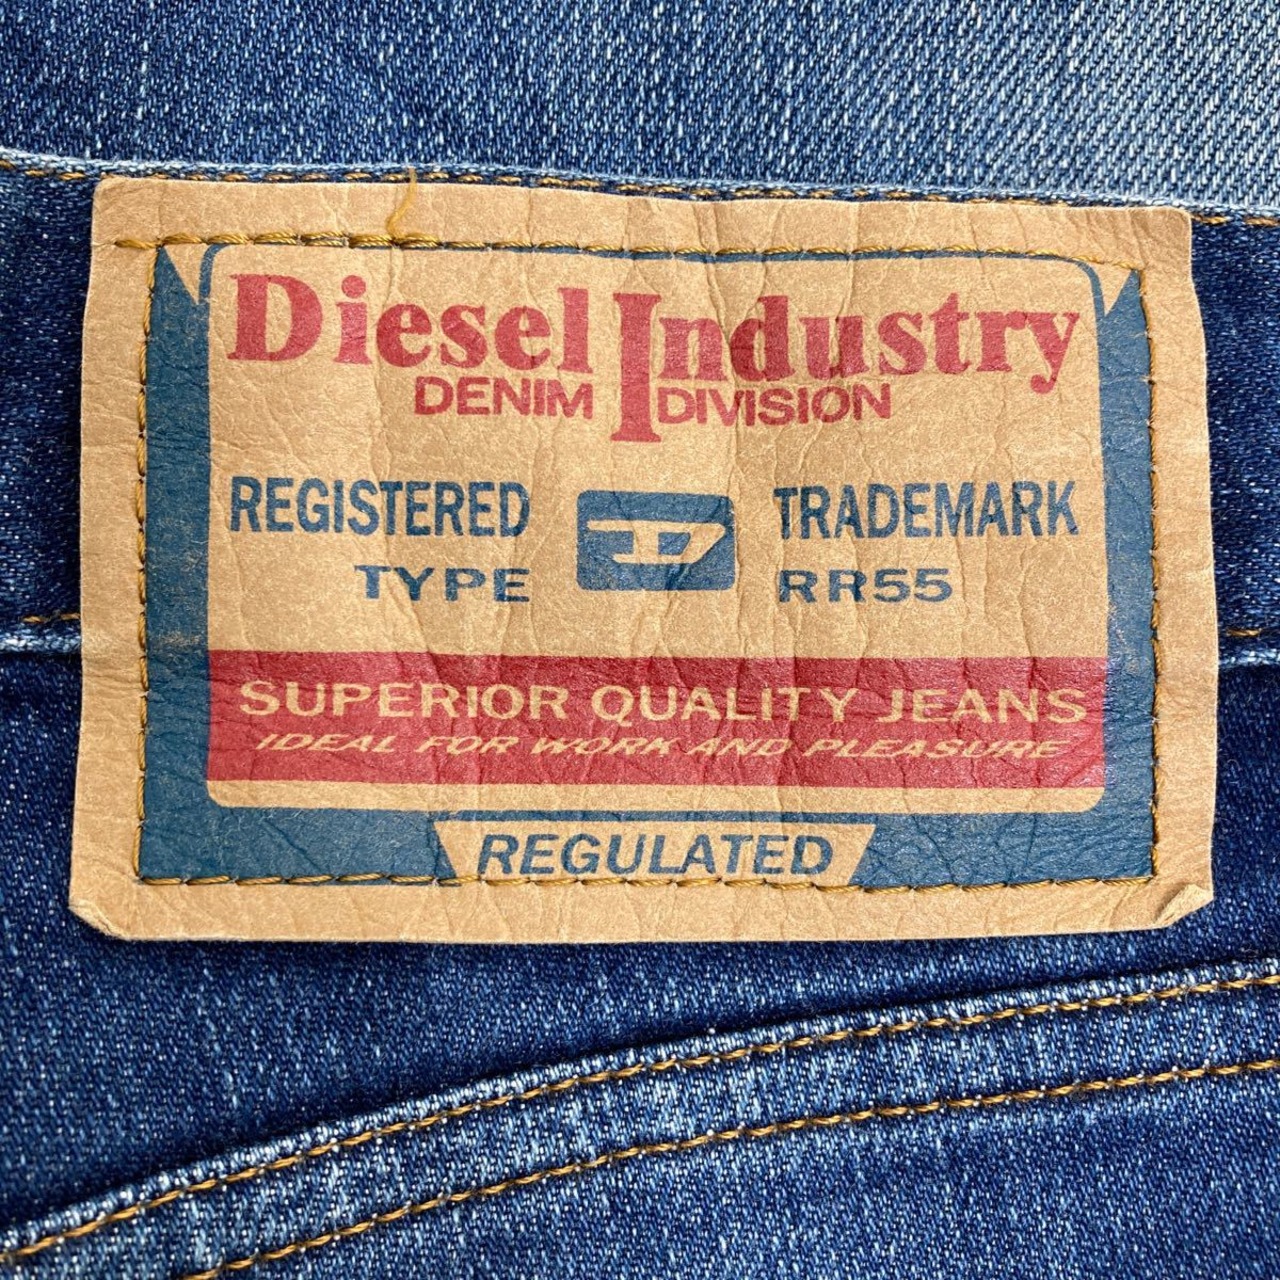 Diesel Industry
DENIM DIVISION
REGISTERED D TRADEMARK
TYPE RR55
SUPERIOR QUALITY JEANS
IDEAL FOR WORK AND PLEASURE
REGULATED